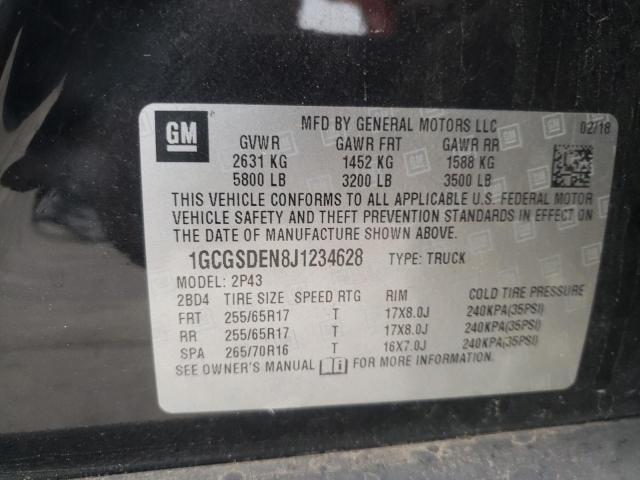 GM
MFD BY GENERAL MOTORS LLC 02/18
GVWR GAWR FRT GAWR RR
2631 KG 1452 KG 1588 KG
5800 LB 3200 LB 3500 LB
THIS VEHICLE CONFORMS TO ALL APPLICABLE U.S. FEDERAL MOTOR
VEHICLE SAFETY AND THEFT PREVENTION STANDARDS IN EFFECT ON
THE DATE OF MANUFACTURE SHOWN ABOVE.
1GCGSDEN8J1234628 TYPE: TRUCK
MODEL: 2P43
2BD4 TIRE SIZE SPEED RTG RIM COLD TIRE PRESSURE
FRT 255/65R17 T 17X8.0J 240KPA(35PSI)
RR 255/65R17 T 17X8.0J 240KPA(35PSI)
SPA 265/70R16 T 16X7.0J 240KPA(35PSI)
SEE OWNER'S MANUAL FOR MORE INFORMATION